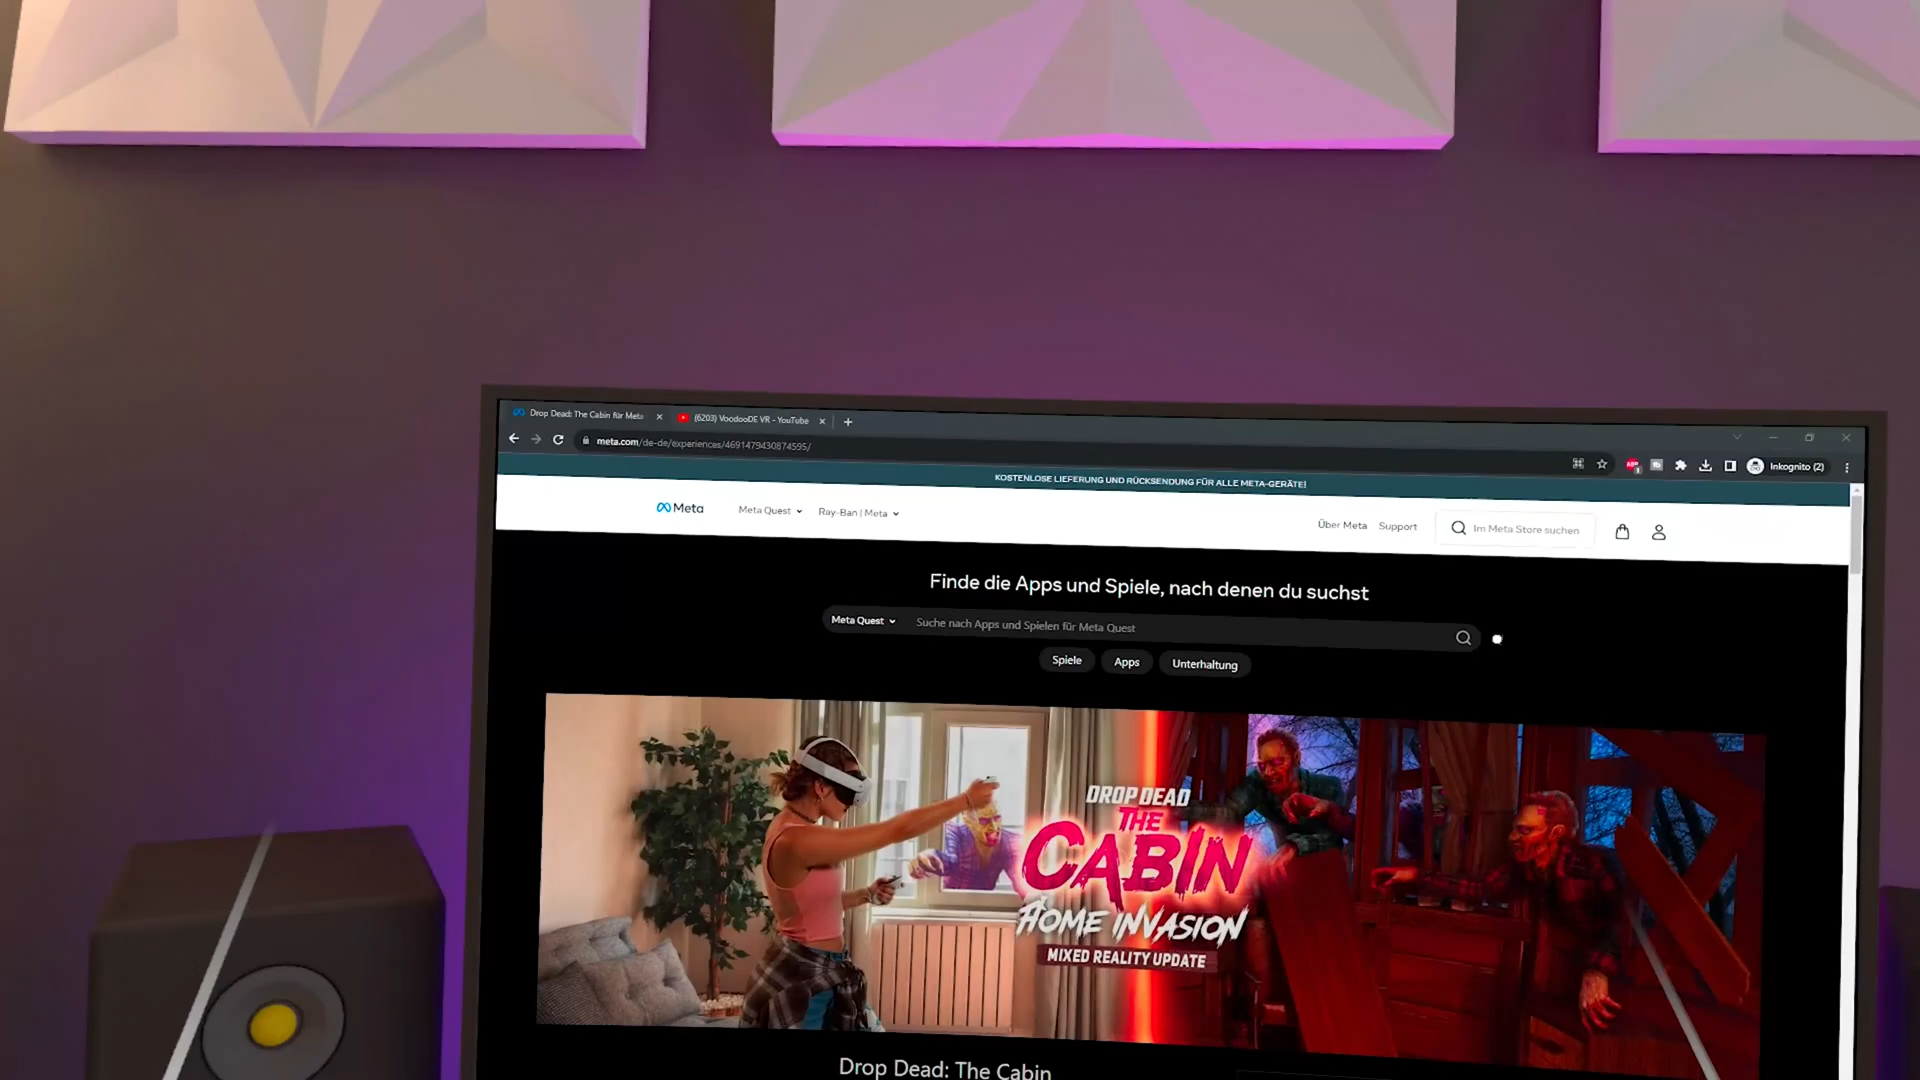 Drop Dead: The Cabin für Meta
(6203) VoodooDE VR - YouTube
meta.com/de-de/experiences/4691479430874595/
Inkognito (2)
KOSTENLOSE LIEFERUNG UND RÜCKSENDUNG FÜR ALLE META-GERÄTE!
Meta
Meta Quest
Ray-Ban | Meta
Über Meta
Support
Im Meta Store suchen
Finde die Apps und Spiele, nach denen du suchst
Meta Quest
Suche nach Apps und Spielen für Meta Quest
Spiele
Apps
Unterhaltung
DROP DEAD
THE
CABIN
HOME INVASION
MIXED REALITY UPDATE
Drop Dead: The Cabin